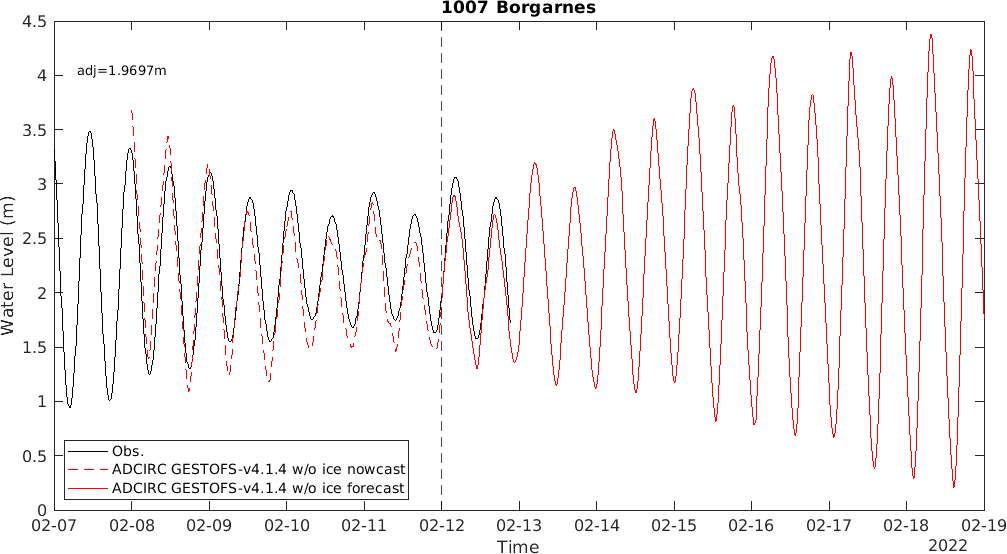 1007 Borgarnes
4.5
4
3.5
3
2.5
2
1.5
1
0.5
0
Water Level (m)
adj=1.9697m
Obs.
ADCIRC GESTOFS-v4.1.4 w/o ice nowcast
ADCIRC GESTOFS-v4.1.4 w/o ice forecast
02-07 02-08 02-09 02-10 02-11 02-12 02-13 02-14 02-15 02-16 02-17 02-18 02-19
Time
2022